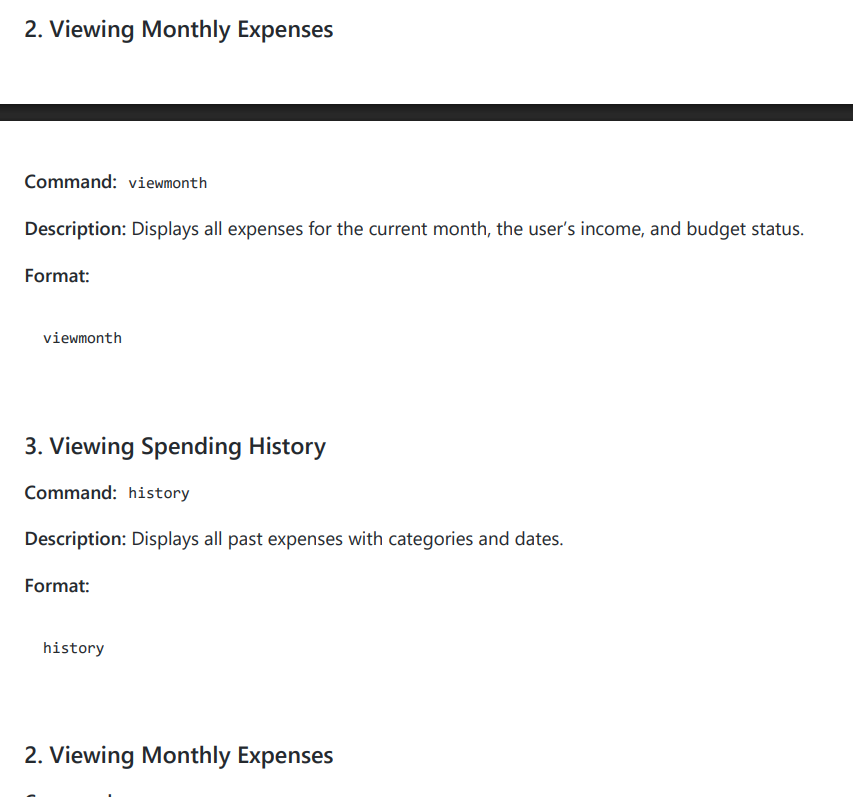 2. Viewing Monthly Expenses
Command: viewmonth
Description: Displays all expenses for the current month, the user’s income, and budget status.
Format:
viewmonth
3. Viewing Spending History
Command: history
Description: Displays all past expenses with categories and dates.
Format:
history
2. Viewing Monthly Expenses